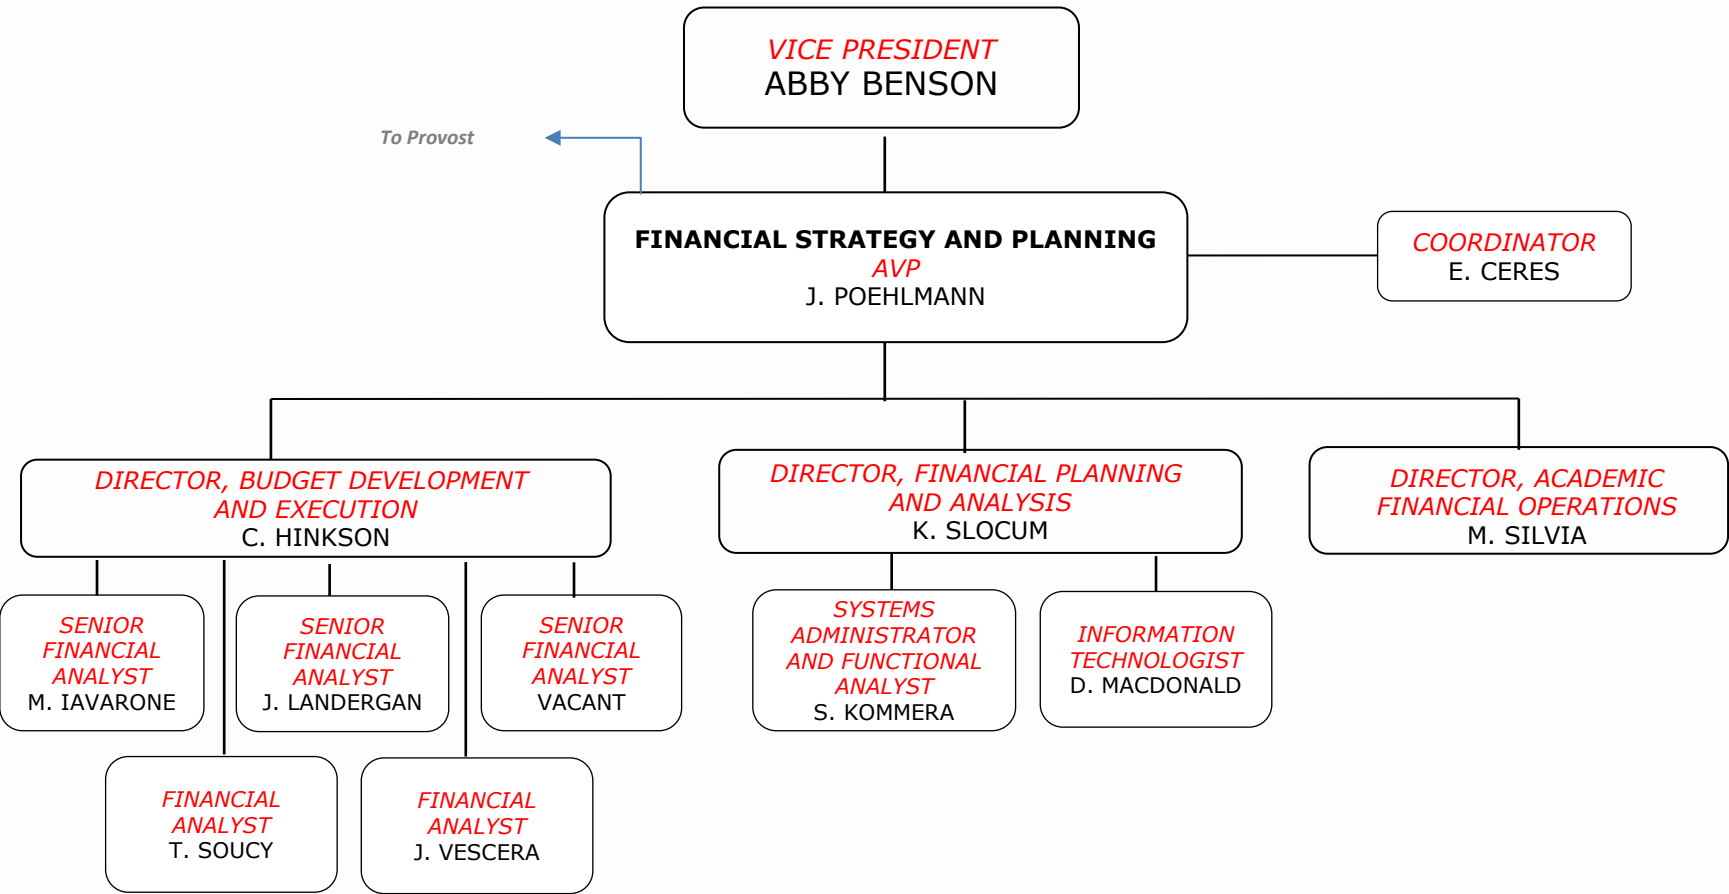 VICE PRESIDENT
ABBY BENSON
To Provost
FINANCIAL STRATEGY AND PLANNING
AVP
J. POEHLMANN
COORDINATOR
E. CERES
DIRECTOR, BUDGET DEVELOPMENT
AND EXECUTION
C. HINKSON
DIRECTOR, FINANCIAL PLANNING
AND ANALYSIS
K. SLOCUM
DIRECTOR, ACADEMIC
FINANCIAL OPERATIONS
M. SILVIA
SENIOR
FINANCIAL
ANALYST
M. IAVARONE
SENIOR
FINANCIAL
ANALYST
J. LANDERGAN
SENIOR
FINANCIAL
ANALYST
VACANT
SYSTEMS
ADMINISTRATOR
AND FUNCTIONAL
ANALYST
S. KOMMERA
INFORMATION
TECHNOLOGIST
D. MACDONALD
FINANCIAL
ANALYST
T. SOUCY
FINANCIAL
ANALYST
J. VESCERA